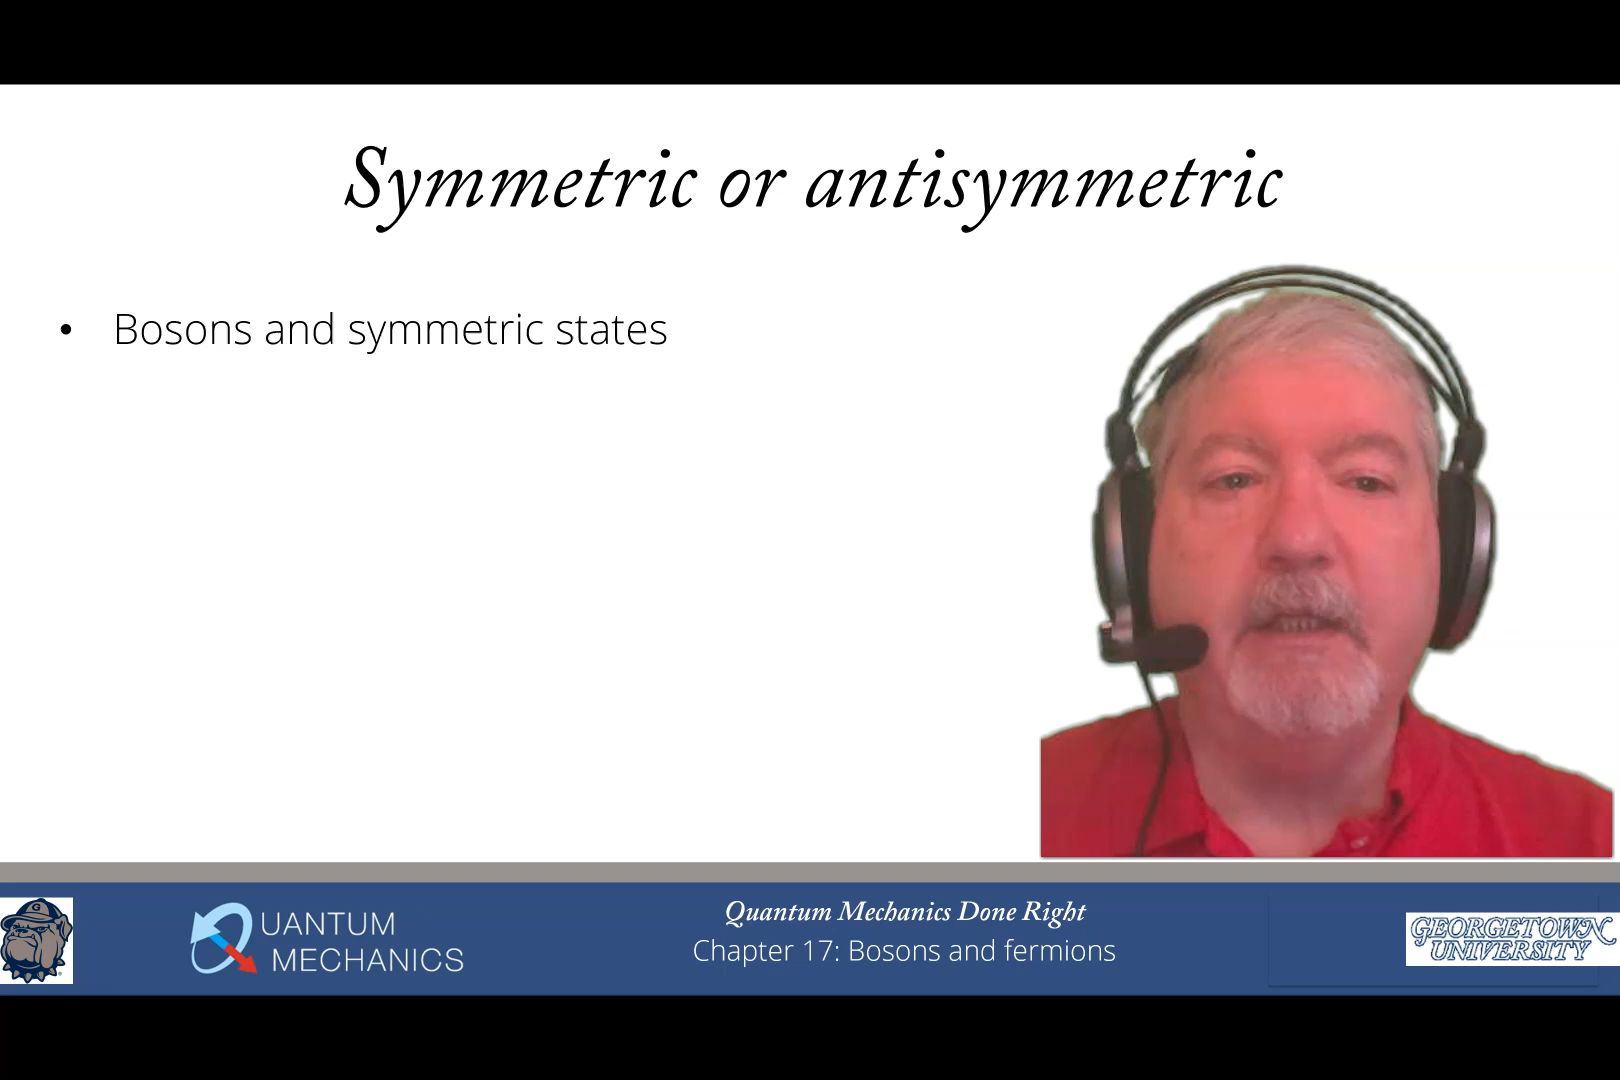 Symmetric or antisymmetric
• Bosons and symmetric states
G
QUANTUM
MECHANICS
Quantum Mechanics Done Right
Chapter 17: Bosons and fermions
GEORGETOWN
UNIVERSITY